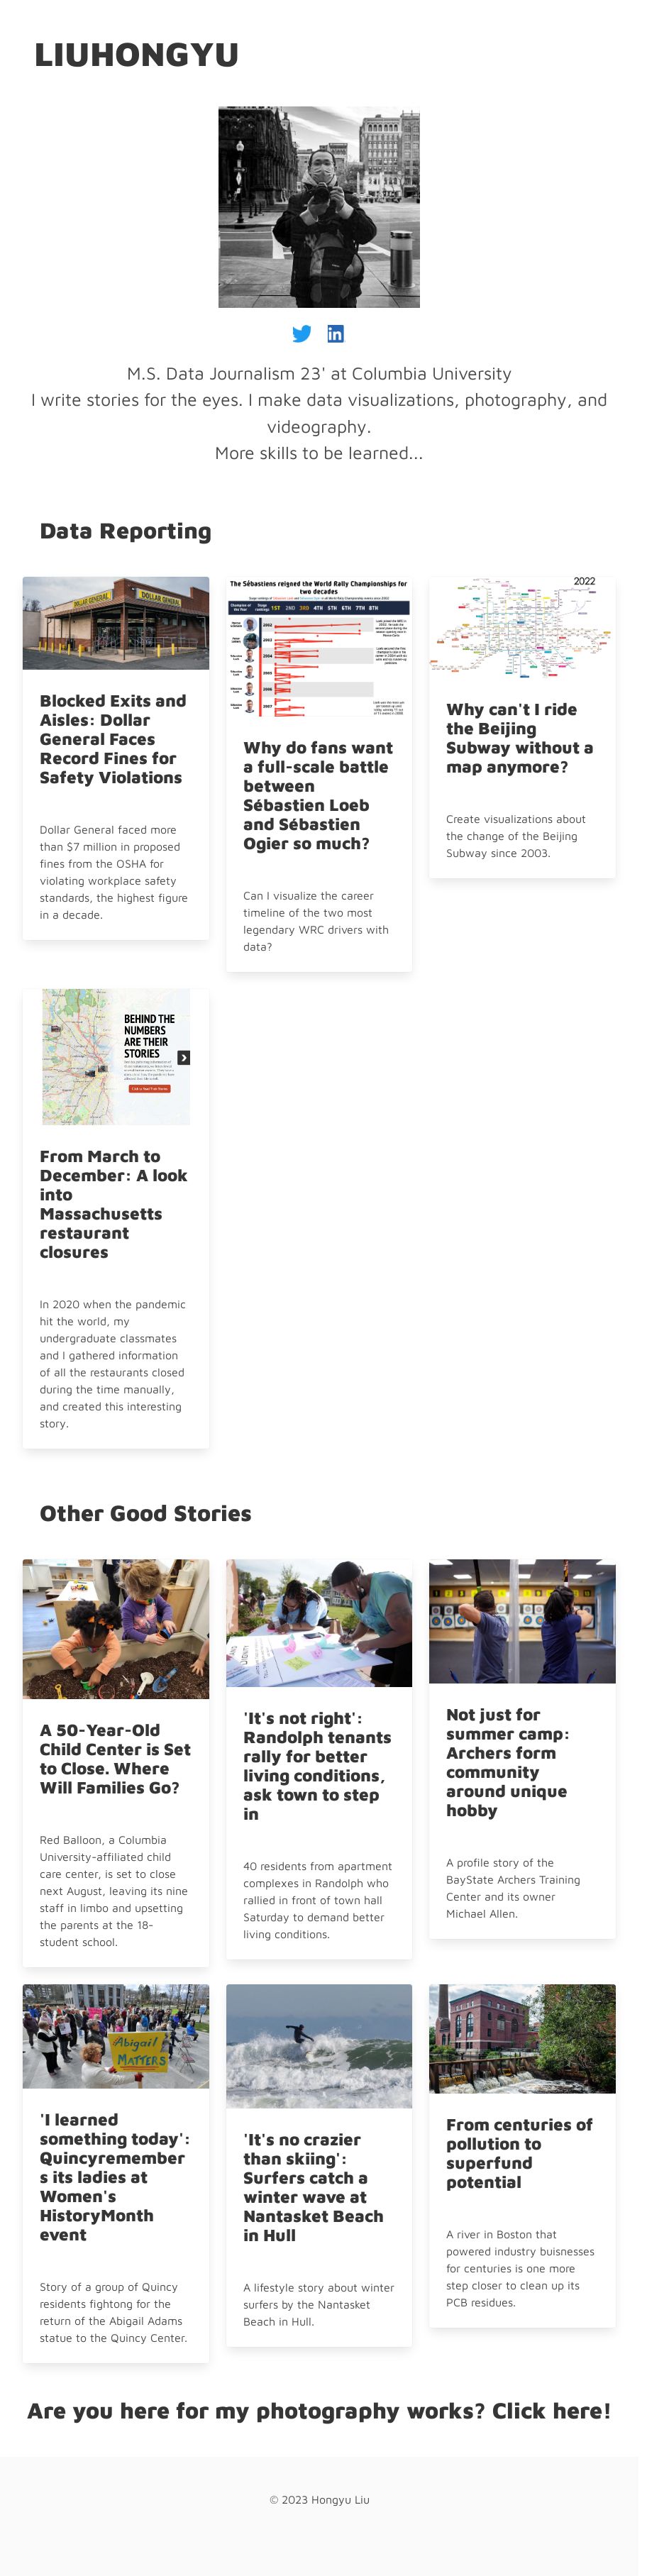 LIUHONGYU
M.S. Data Journalism 23' at Columbia University
I write stories for the eyes. I make data visualizations, photography, and
videography.
More skills to be learned...
Data Reporting
DOLLAR GENERAL
DOLLAR GENERAL
Blocked Exits and
Aisles: Dollar
General Faces
Record Fines for
Safety Violations
Dollar General faced more
than $7 million in proposed
fines from the OSHA for
violating workplace safety
standards, the highest figure
in a decade.
The Sébastiens reigned the World Rally Championships for
two decades
1ST 2ND 3RD 4TH 5TH 6TH 7TH 8TH
2002
2003
2004
2005
2006
2007
Why do fans want
a full-scale battle
between
Sébastien Loeb
and Sébastien
Ogier so much?
Can I visualize the career
timeline of the two most
legendary WRC drivers with
data?
2022
Why can't I ride
the Beijing
Subway without a
map anymore?
Create visualizations about
the change of the Beijing
Subway since 2003.
BEHIND THE
NUMBERS
ARE THEIR
STORIES
From March to
December: A look
into
Massachusetts
restaurant
closures
In 2020 when the pandemic
hit the world, my
undergraduate classmates
and I gathered information
of all the restaurants closed
during the time manually,
and created this interesting
story.
Other Good Stories
A 50-Year-Old
Child Center is Set
to Close. Where
Will Families Go?
Red Balloon, a Columbia
University-affiliated child
care center, is set to close
next August, leaving its nine
staff in limbo and upsetting
the parents at the 18-
student school.
'It's not right':
Randolph tenants
rally for better
living conditions,
ask town to step
in
40 residents from apartment
complexes in Randolph who
rallied in front of town hall
Saturday to demand better
living conditions.
Not just for
summer camp:
Archers form
community
around unique
hobby
A profile story of the
BayState Archers Training
Center and its owner
Michael Allen.
Abigail
MATTERS
'I learned
something today':
Quincyremember
s its ladies at
Women's
HistoryMonth
event
Story of a group of Quincy
residents fightong for the
return of the Abigail Adams
statue to the Quincy Center.
'It's no crazier
than skiing':
Surfers catch a
winter wave at
Nantasket Beach
in Hull
A lifestyle story about winter
surfers by the Nantasket
Beach in Hull.
From centuries of
pollution to
superfund
potential
A river in Boston that
powered industry buisnesses
for centuries is one more
step closer to clean up its
PCB residues.
Are you here for my photography works? Click here!
© 2023 Hongyu Liu